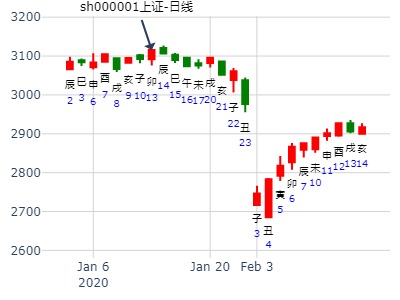 sh000001上证-日线
3200
3100
3000
2900
2800
2700
2600
辰
2
巳
3
申
6
酉
7
戌
8
亥
9
子
10
卯
13
辰
14
巳
15
午
16
未
17
戌
20
亥
21
子
22
丑
23
子
3
丑
4
寅
5
卯
6
辰
7
未
10
申
11
酉
12
戌
13
亥
14
Jan 6
2020
Jan 20
Feb 3